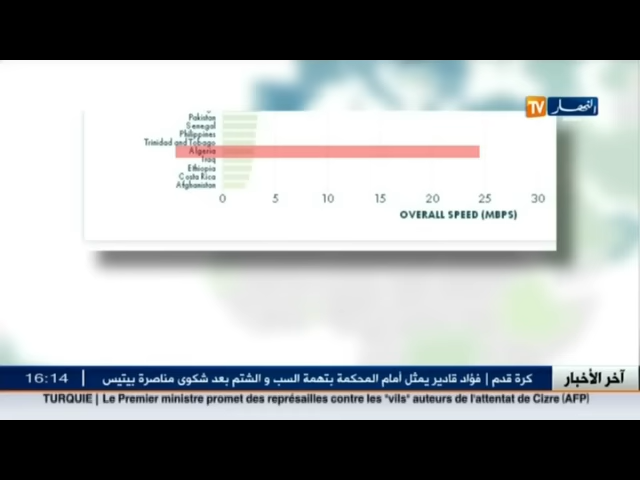 TV النهار
Pakistan
Senegal
Philippines
Trinidad and Tobago
Algeria
Iraq
Ethiopia
Costa Rica
Afghanistan
0 5 10 15 20 25 30
OVERALL SPEED (MBPS)
آخر الأخبار
كرة قدم | فؤاد قادير يمثل أمام المحكمة بتهمة السب و الشتم بعد شكوى مناصرة بيتيس
16:14
TURQUIE | Le Premier ministre promet des représailles contre les "vils" auteurs de l'attentat de Cizre (AFP)